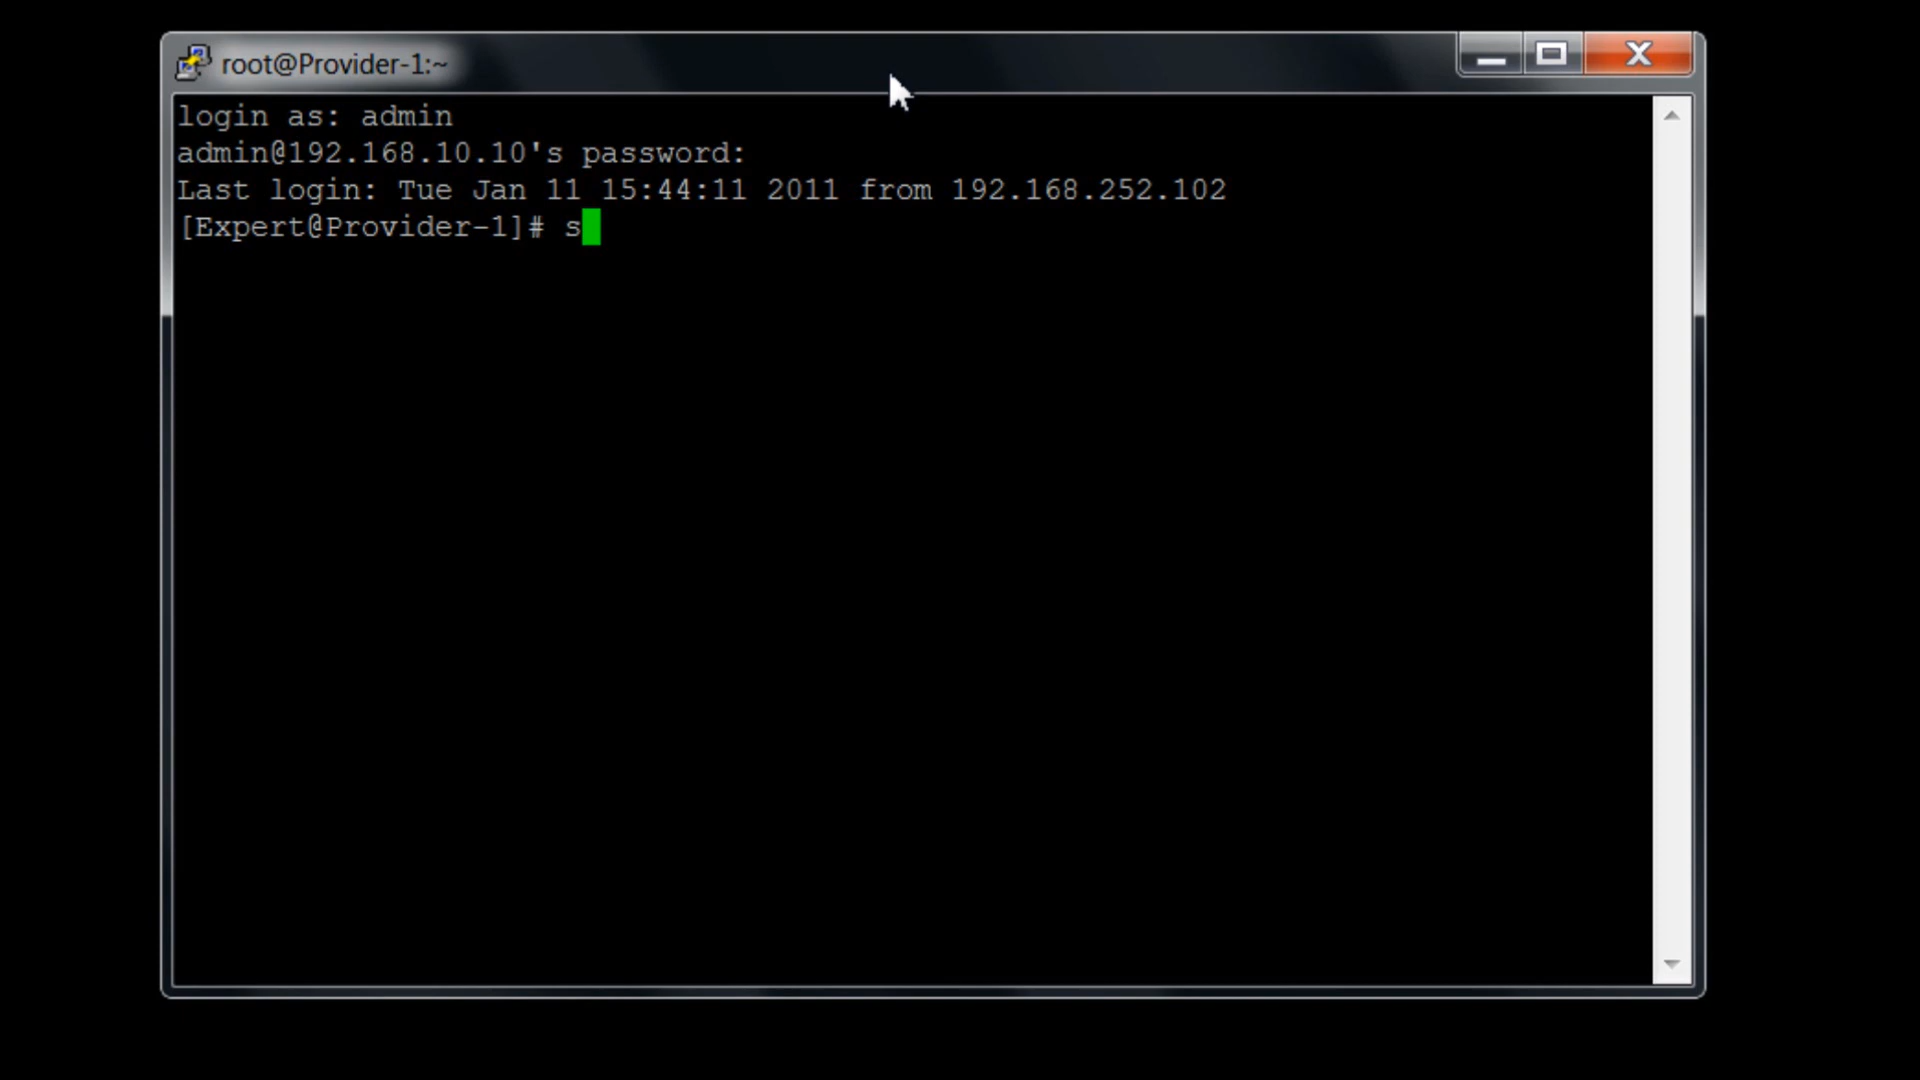 root@Provider-1:~
login as: admin
admin@192.168.10.10's password:
Last login: Tue Jan 11 15:44:11 2011 from 192.168.252.102
[Expert@Provider-1]# s